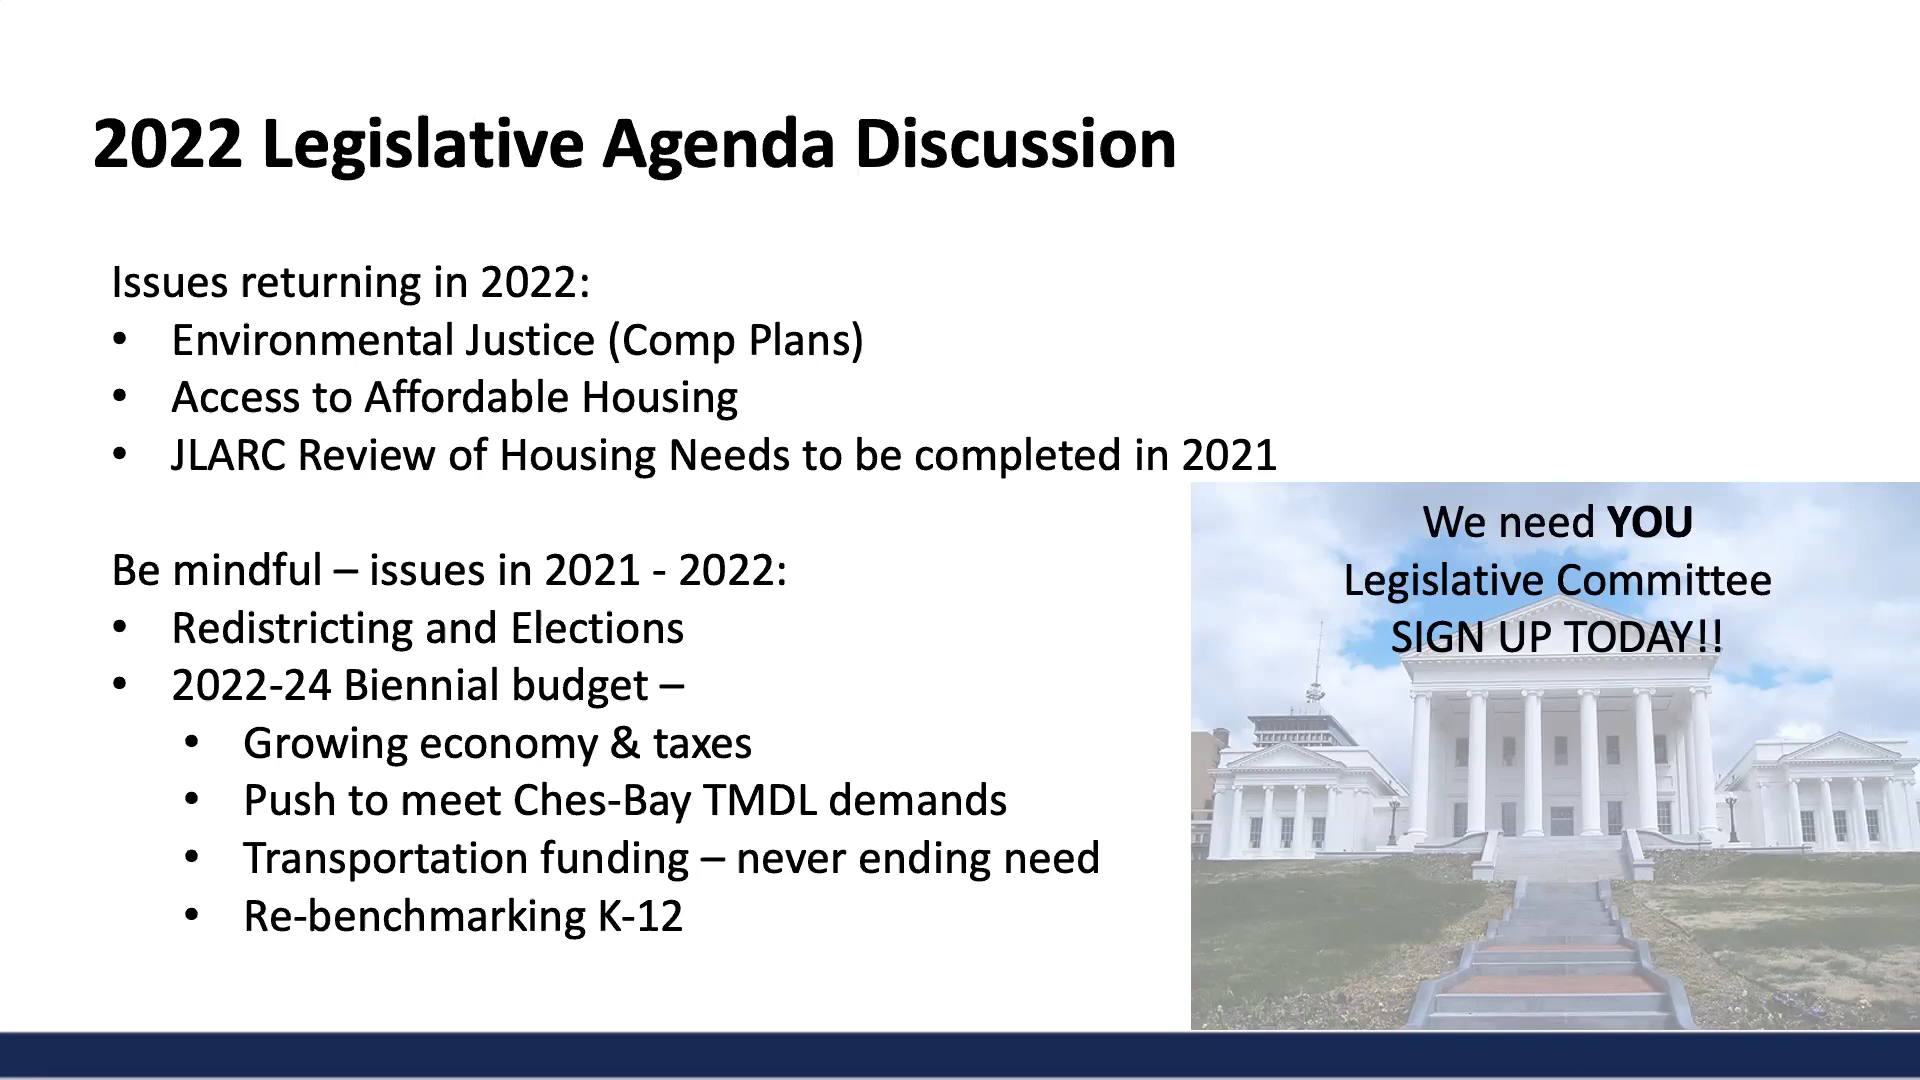 2022 Legislative Agenda Discussion
Issues returning in 2022:
• Environmental Justice (Comp Plans)
• Access to Affordable Housing
• JLARC Review of Housing Needs to be completed in 2021
Be mindful – issues in 2021 - 2022:
• Redistricting and Elections
• 2022-24 Biennial budget –
• Growing economy & taxes
• Push to meet Ches-Bay TMDL demands
• Transportation funding – never ending need
• Re-benchmarking K-12
We need YOU
Legislative Committee
SIGN UP TODAY!!